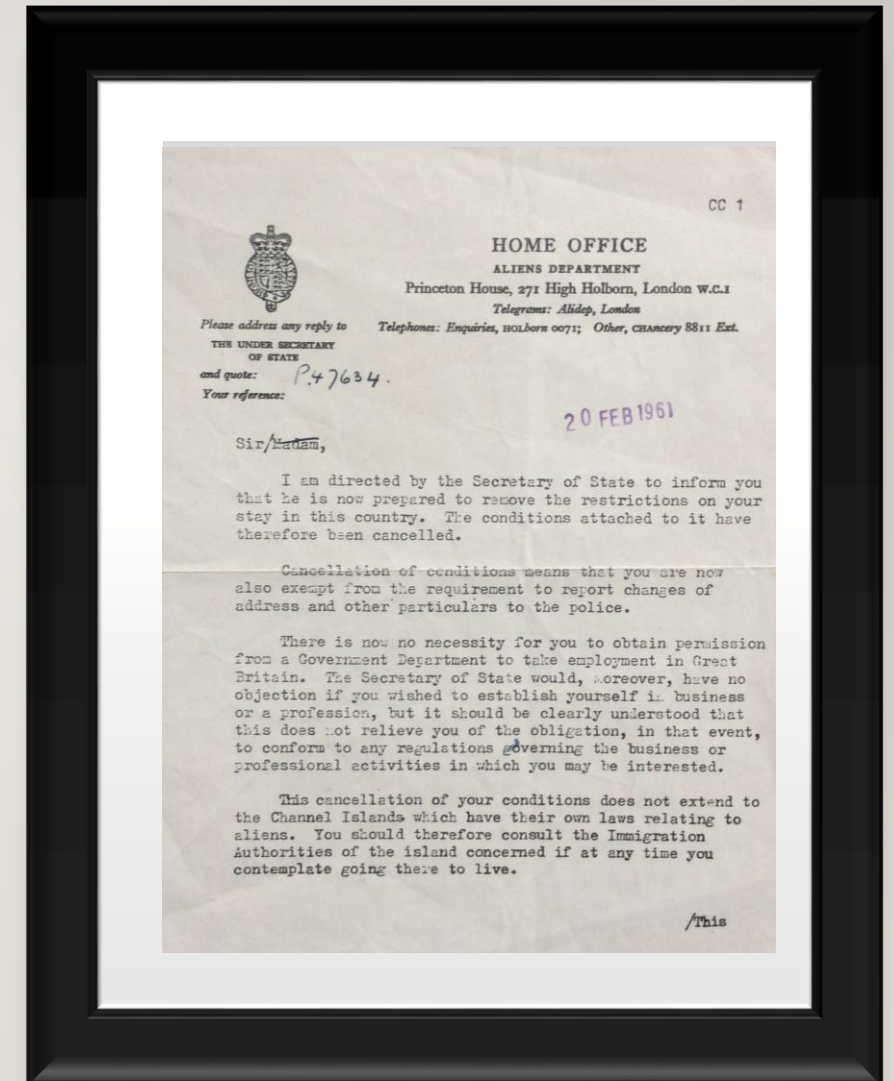 CC 1
HOME OFFICE
ALIENS DEPARTMENT
Princeton House, 271 High Holborn, London W.C.1
Telegrams: Alidep, London
Telephones: Enquiries, HOLborn 0071; Other, CHAncery 8811 Ext.
Please address any reply to
THE UNDER SECRETARY
OF STATE
and quote: P.47634.
Your reference:
20 FEB 1961
Sir/Madam,
I am directed by the Secretary of State to inform you
that he is now prepared to remove the restrictions on your
stay in this country. The conditions attached to it have
therefore been cancelled.
Cancellation of conditions means that you are now
also exempt from the requirement to report changes of
address and other particulars to the police.
There is now no necessity for you to obtain permission
from a Government Department to take employment in Great
Britain. The Secretary of State would, moreover, have no
objection if you wished to establish yourself in business
or a profession, but it should be clearly understood that
this does not relieve you of the obligation, in that event,
to conform to any regulations governing the business or
professional activities in which you may be interested.
This cancellation of your conditions does not extend to
the Channel Islands which have their own laws relating to
aliens. You should therefore consult the Immigration
Authorities of the island concerned if at any time you
contemplate going there to live.
/This